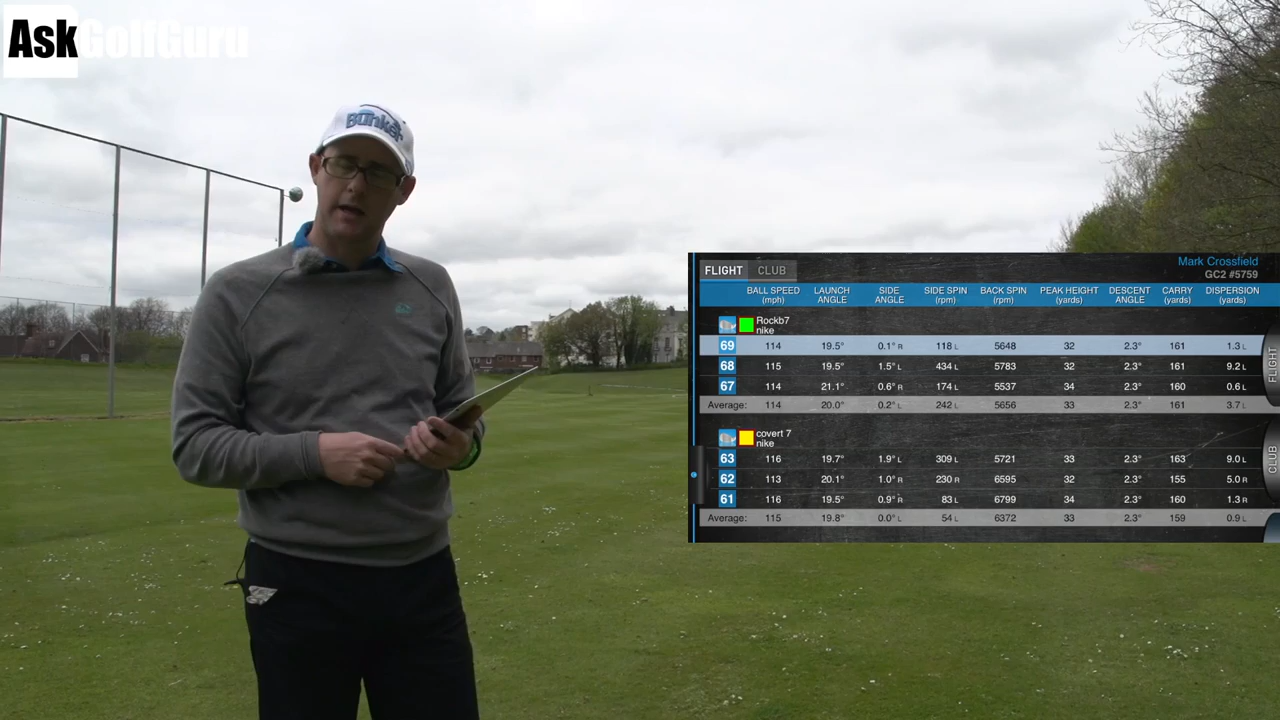 AskGolfGuru
Bunker
Mark Crossfield
FLIGHT CLUB GC2 #5759
BALL SPEED (mph) LAUNCH ANGLE SIDE ANGLE SIDE SPIN (rpm) BACK SPIN (rpm) PEAK HEIGHT (yards) DESCENT ANGLE CARRY (yards) DISPERSION (yards)
Rockb7
nike
69 114 19.5° 0.1° R 118 L 5648 32 2.3° 161 1.3 L
68 115 19.5° 1.5° L 434 L 5783 32 2.3° 161 9.2 L
67 114 21.1° 0.6° R 174 L 5537 34 2.3° 160 0.6 L
Average: 114 20.0° 0.2° L 242 L 5656 33 2.3° 161 3.7 L
covert 7
nike
63 116 19.7° 1.9° L 309 L 5721 33 2.3° 163 9.0 L
62 113 20.1° 1.0° R 230 R 6595 32 2.3° 155 5.0 R
61 116 19.5° 0.9° R 83 L 6799 34 2.3° 160 1.3 R
Average: 115 19.8° 0.0° L 54 L 6372 33 2.3° 159 0.9 L
FLIGHT
CLUB